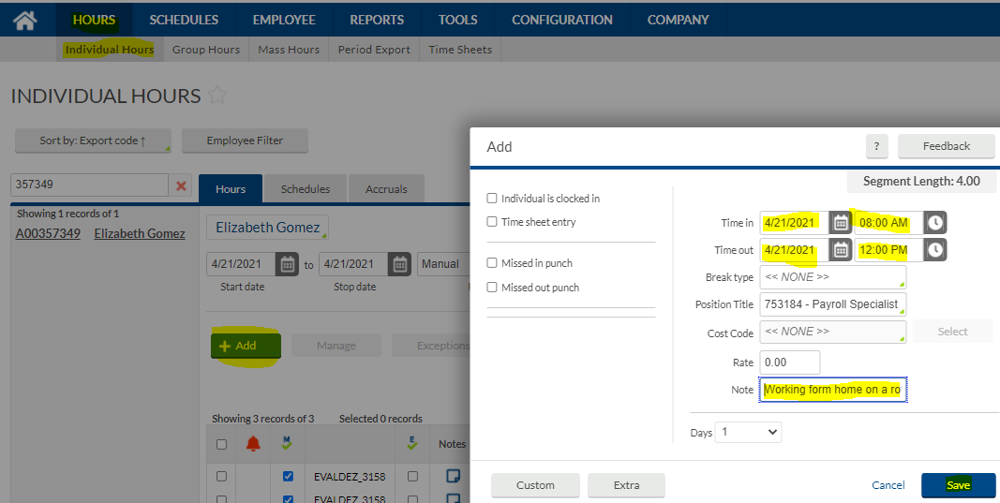 HOURS SCHEDULES EMPLOYEE REPORTS TOOLS CONFIGURATION COMPANY
Individual Hours Group Hours Mass Hours Period Export Time Sheets
INDIVIDUAL HOURS
Sort by: Export code ↑ Employee Filter
357349
Showing 1 records of 1
A00357349 Elizabeth Gomez
Hours Schedules Accruals
Elizabeth Gomez
4/21/2021 to 4/21/2021 Manual
Start date Stop date
Add Manage Exceptions
Showing 3 records of 3 Selected 0 records
M E Notes
EVALDEZ_3158
EVALDEZ_3158
Add ? Feedback
Segment Length: 4.00
Individual is clocked in
Time sheet entry
Missed in punch
Missed out punch
Time in 4/21/2021 08:00 AM
Time out 4/21/2021 12:00 PM
Break type << NONE >>
Position Title 753184 - Payroll Specialist
Cost Code << NONE >> Select
Rate 0.00
Note Working form home on a ro
Days 1
Custom Extra Cancel Save